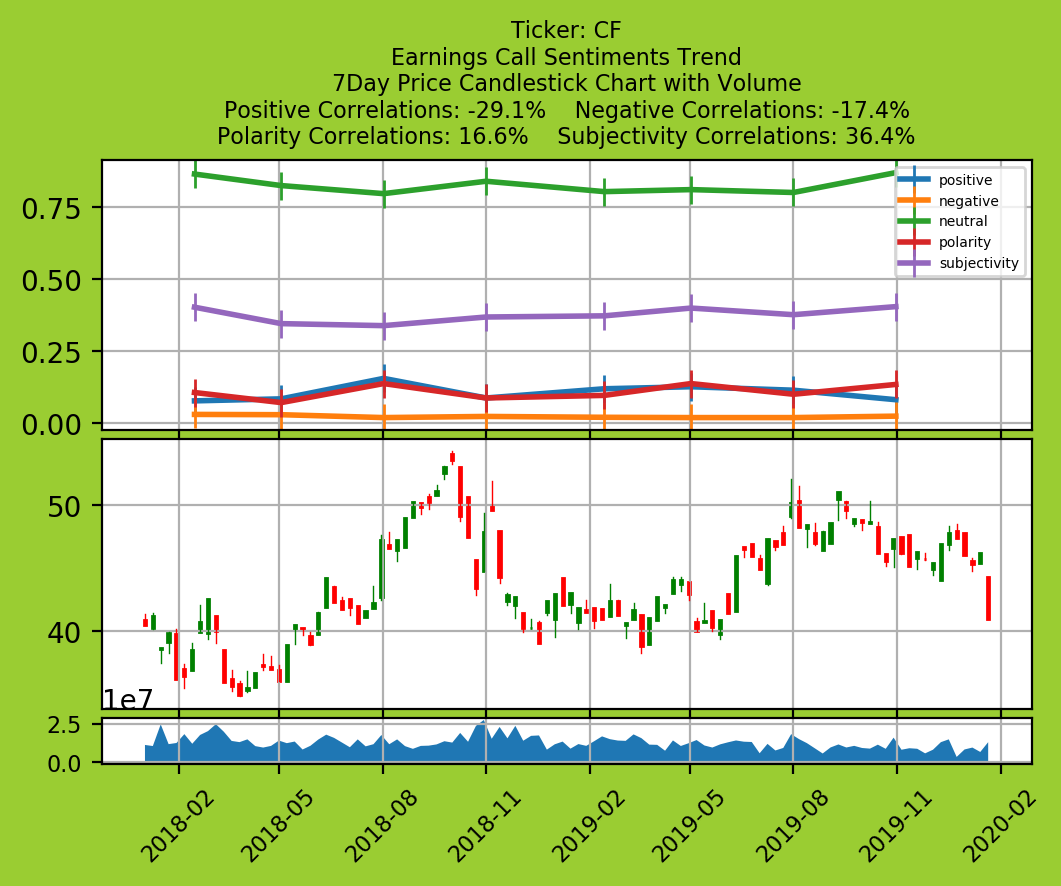 Ticker: CF
Earnings Call Sentiments Trend
7Day Price Candlestick Chart with Volume
Positive Correlations: -29.1%    Negative Correlations: -17.4%
Polarity Correlations: 16.6%    Subjectivity Correlations: 36.4%
positive
negative
neutral
polarity
subjectivity
0.75
0.50
0.25
0.00
50
40
1e7
2.5
0.0
2018-02
2018-05
2018-08
2018-11
2019-02
2019-05
2019-08
2019-11
2020-02